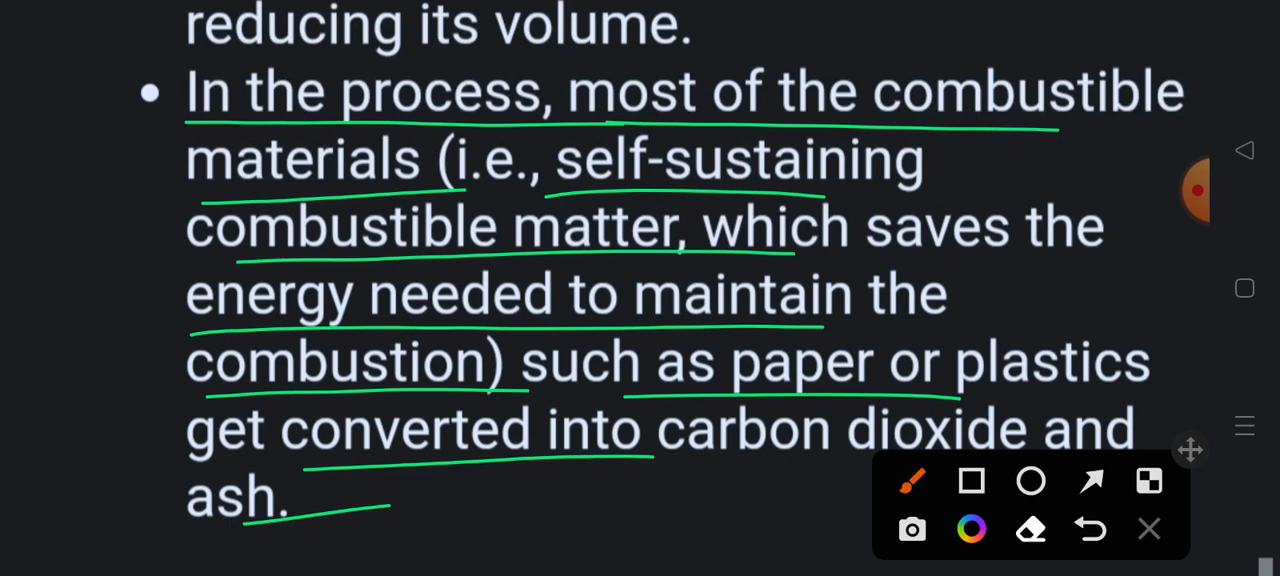 reducing its volume.
• In the process, most of the combustible
materials (i.e., self-sustaining
combustible matter, which saves the
energy needed to maintain the
combustion) such as paper or plastics
get converted into carbon dioxide and
ash.